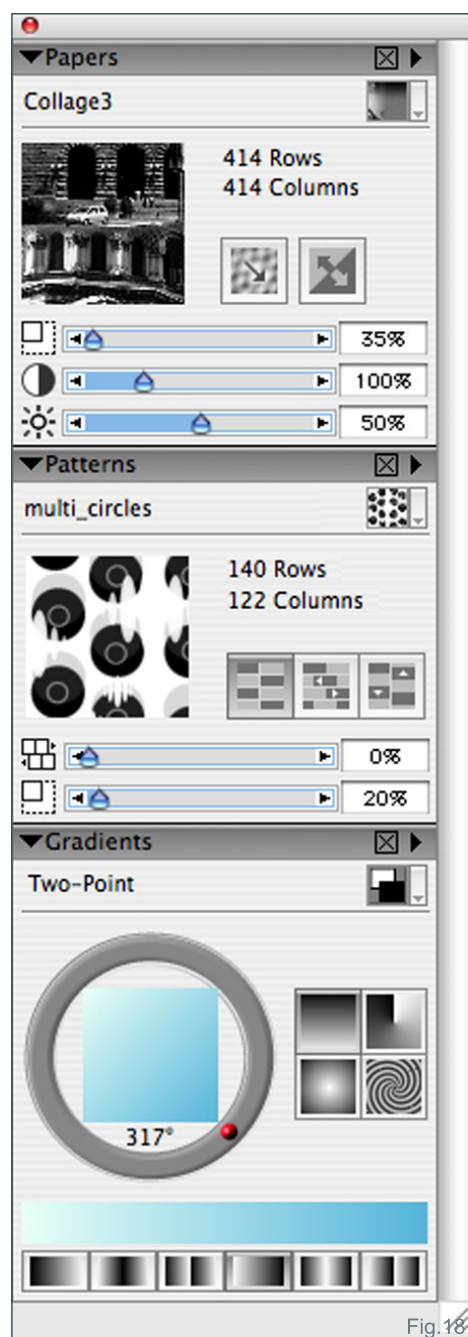 Papers
Collage3
414 Rows
414 Columns
35%
100%
50%
Patterns
multi_circles
140 Rows
122 Columns
0%
20%
Gradients
Two-Point
317°
Fig.18